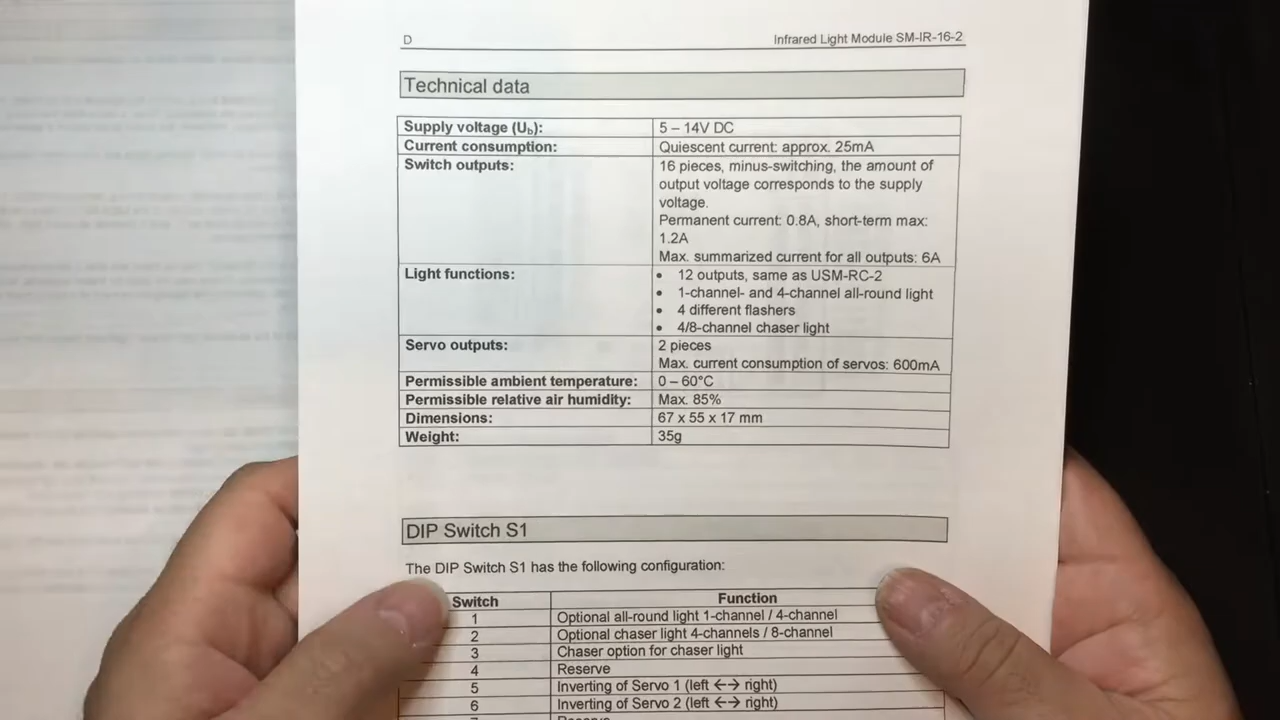 D Infrared Light Module SM-IR-16-2
Technical data
Supply voltage (Ub): 5 – 14V DC
Current consumption: Quiescent current: approx. 25mA
Switch outputs: 16 pieces, minus-switching, the amount of
output voltage corresponds to the supply
voltage.
Permanent current: 0.8A, short-term max:
1.2A
Max. summarized current for all outputs: 6A
Light functions: • 12 outputs, same as USM-RC-2
• 1-channel- and 4-channel all-round light
• 4 different flashers
• 4/8-channel chaser light
Servo outputs: 2 pieces
Max. current consumption of servos: 600mA
Permissible ambient temperature: 0 – 60°C
Permissible relative air humidity: Max. 85%
Dimensions: 67 x 55 x 17 mm
Weight: 35g
DIP Switch S1
The DIP Switch S1 has the following configuration:
Switch Function
1 Optional all-round light 1-channel / 4-channel
2 Optional chaser light 4-channels / 8-channel
3 Chaser option for chaser light
4 Reserve
5 Inverting of Servo 1 (left ←→ right)
6 Inverting of Servo 2 (left ←→ right)